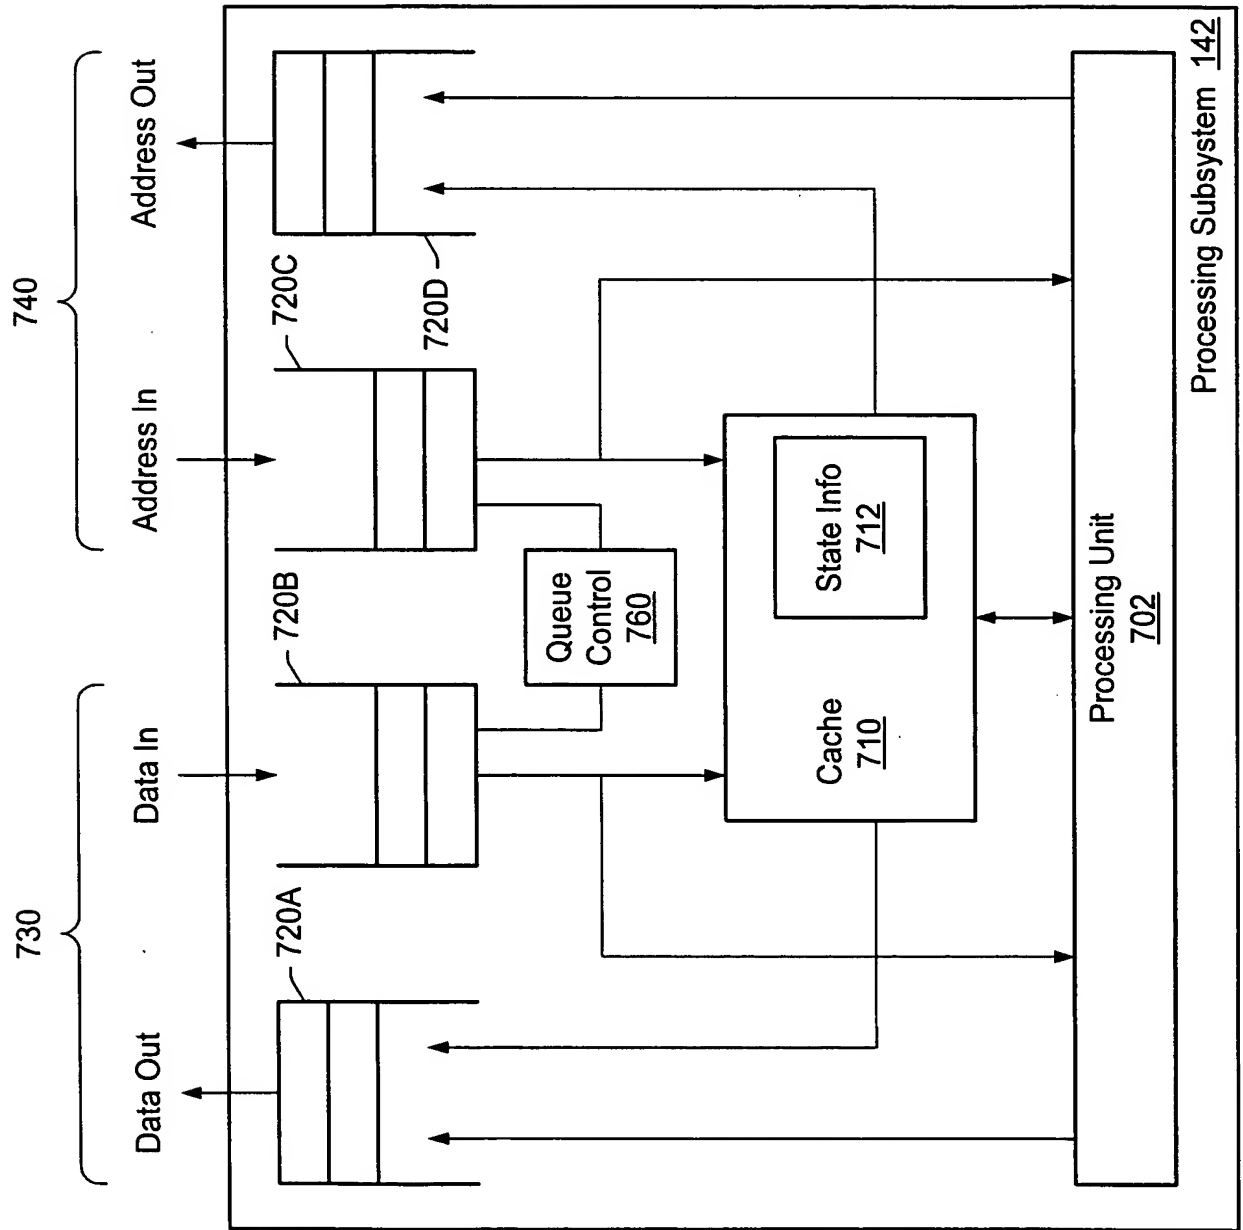 730
740
Data Out
Data In
Address In
Address Out
720A
720B
720C
720D
Queue
Control
760
Cache
710
State Info
712
Processing Unit
702
Processing Subsystem 142